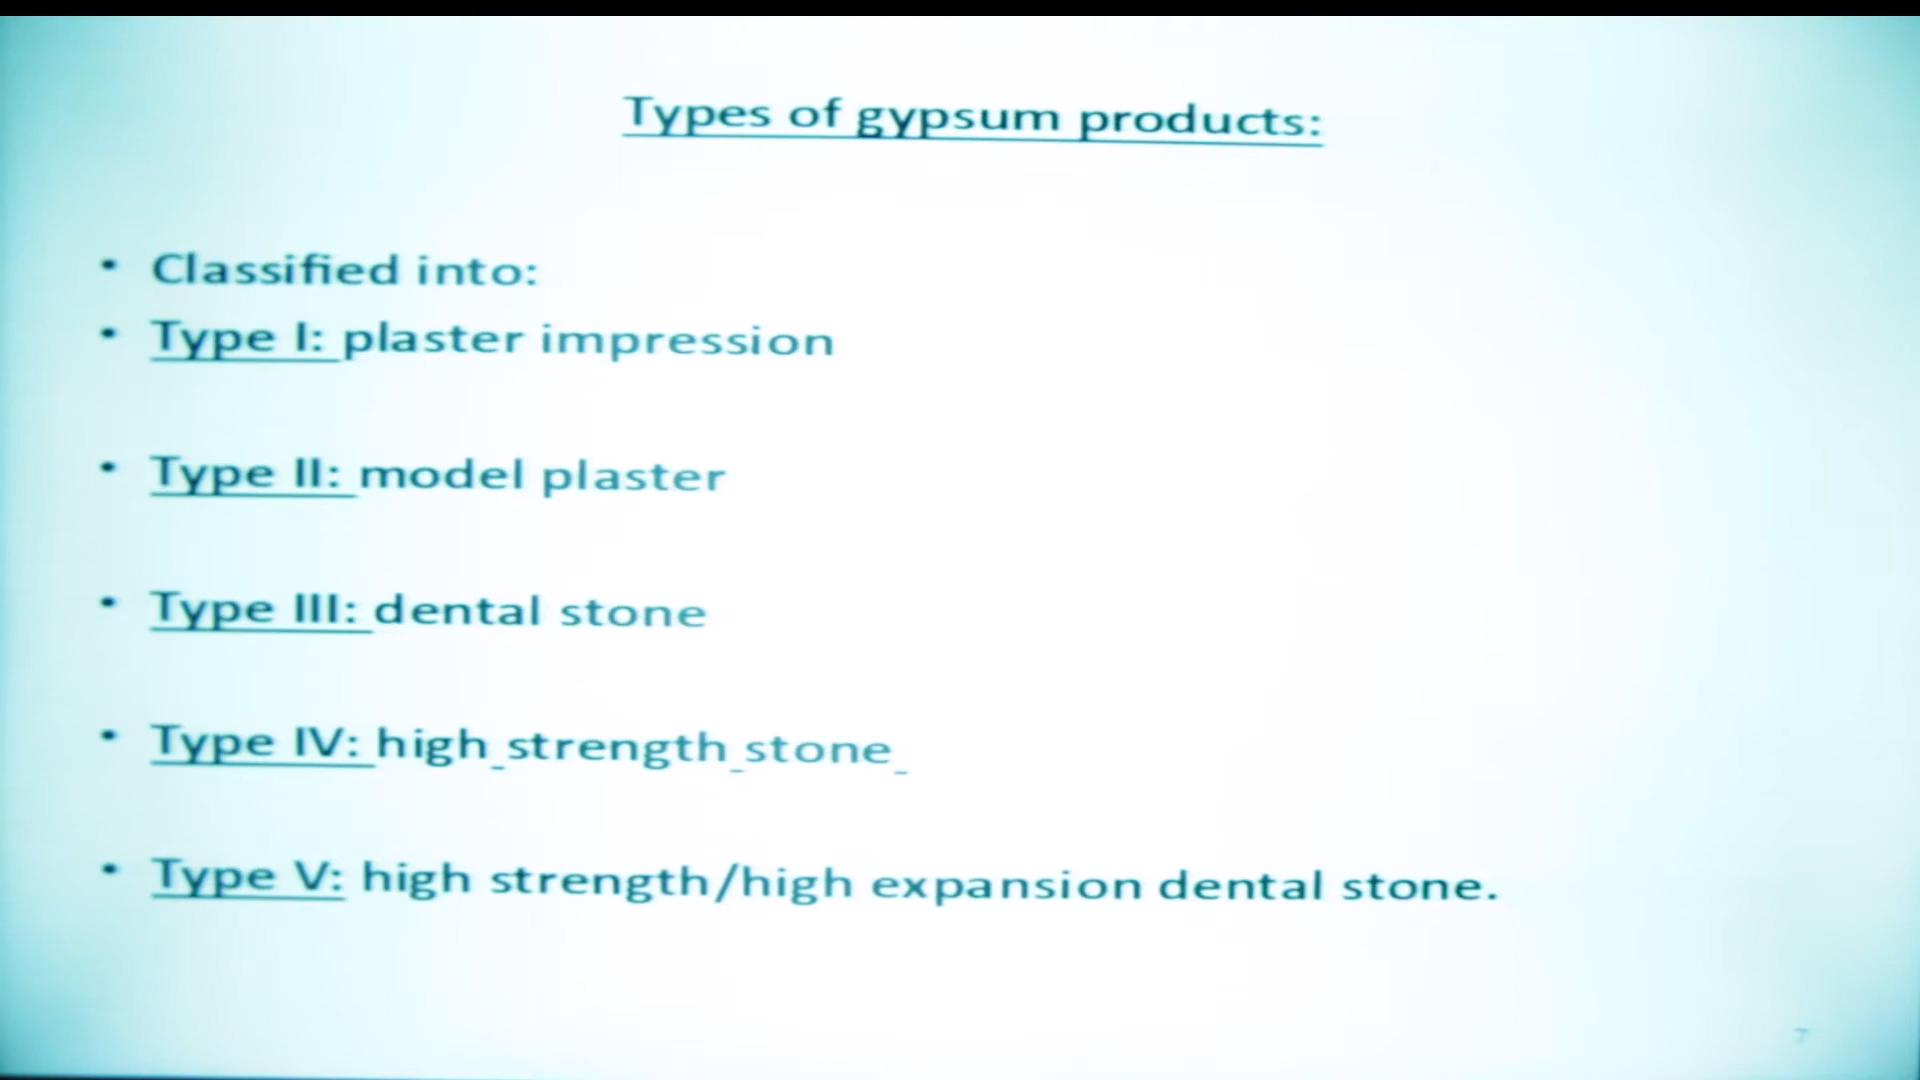 Types of gypsum products:
• Classified into:
• Type I: plaster impression
• Type II: model plaster
• Type III: dental stone
• Type IV: high strength stone
• Type V: high strength/high expansion dental stone.
7